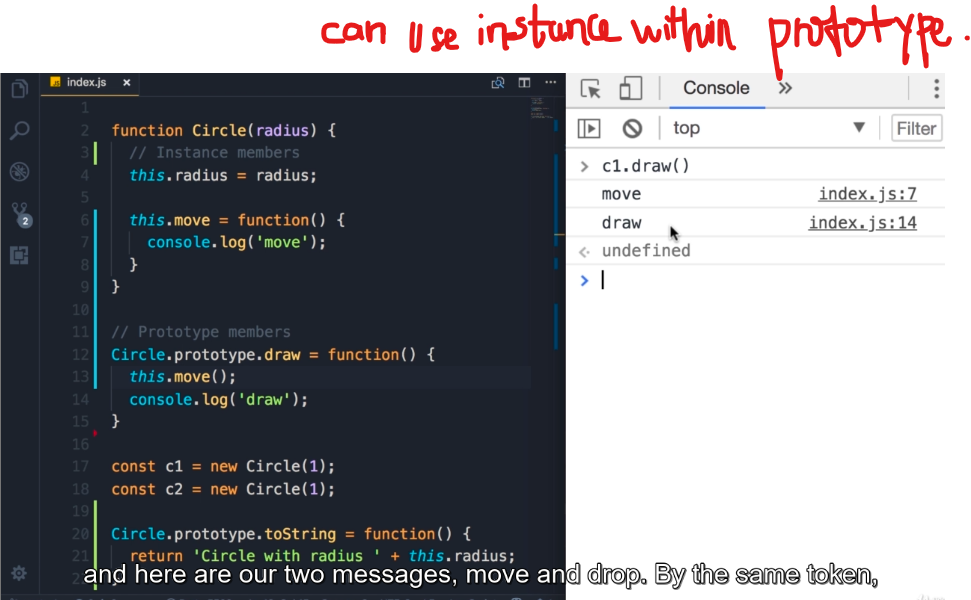 can use instance within prototype.
index.js
Console
top
Filter
1
2 function Circle(radius) {
3 // Instance members
4 this.radius = radius;
5
6 this.move = function() {
7 console.log('move');
8 }
9 }
10
11 // Prototype members
12 Circle.prototype.draw = function() {
13 this.move();
14 console.log('draw');
15 }
16
17 const c1 = new Circle(1);
18 const c2 = new Circle(1);
19
20 Circle.prototype.toString = function() {
21 return 'Circle with radius ' + this.radius;
2
> c1.draw()
move index.js:7
draw index.js:14
undefined
>
and here are our two messages, move and drop. By the same token,